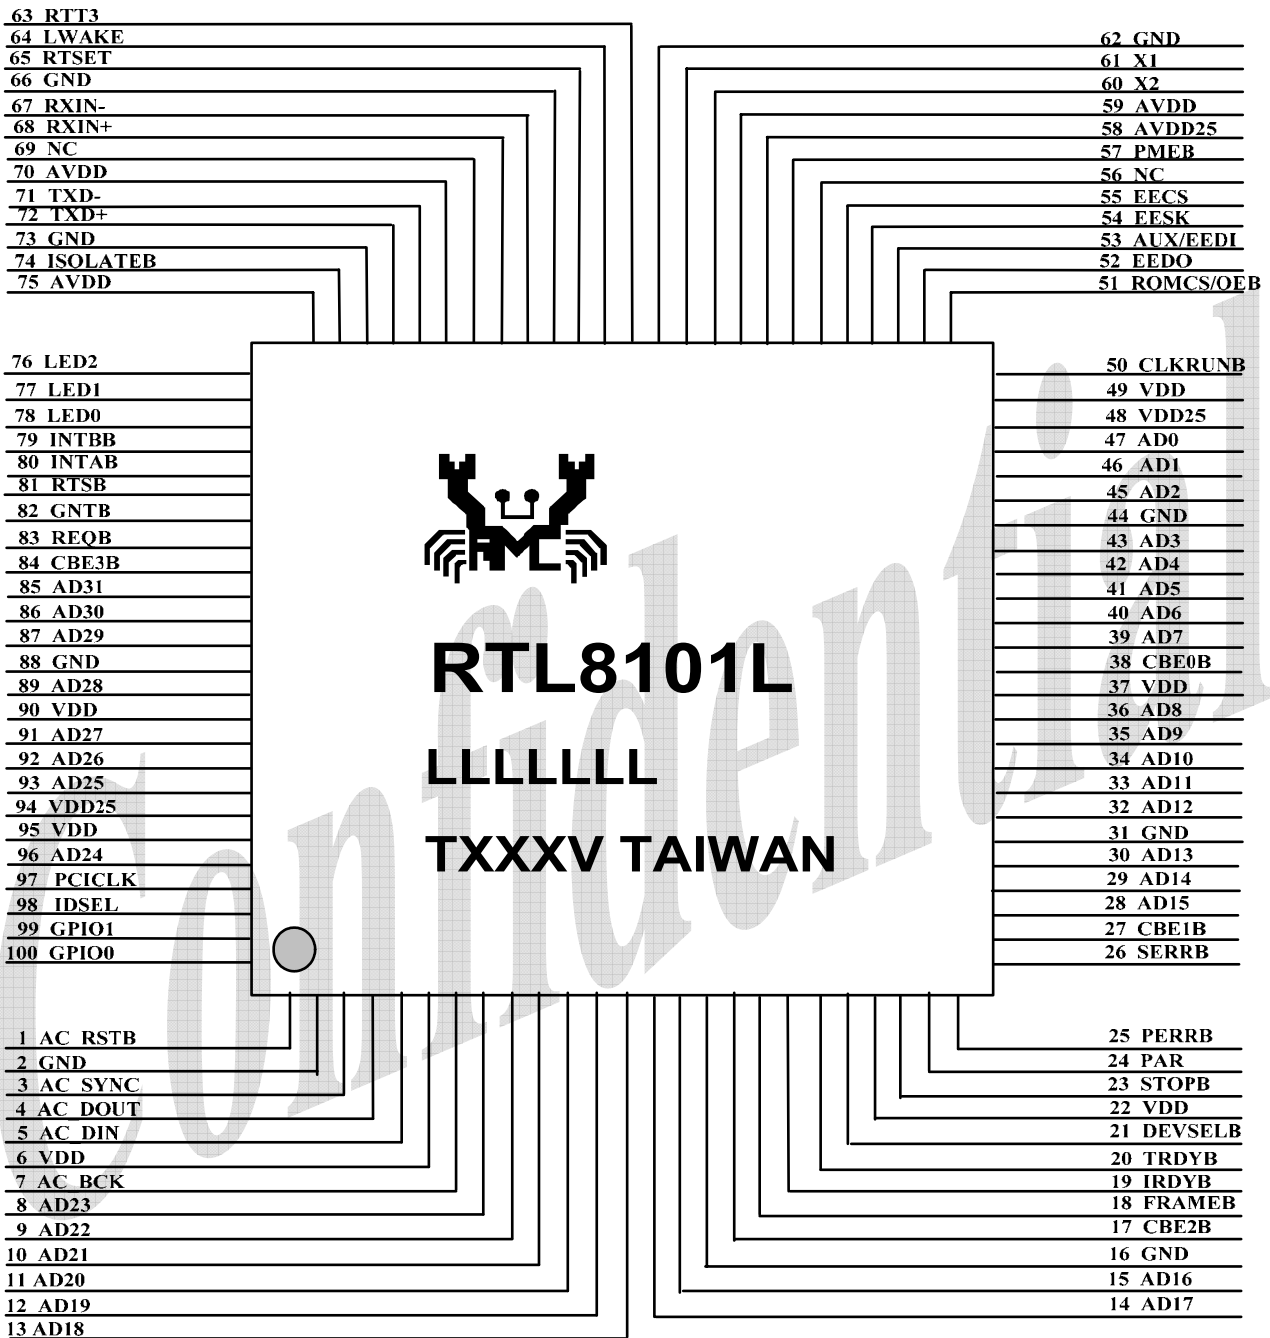 63 RTT3
64 LWAKE
65 RTSET
66 GND
67 RXIN-
68 RXIN+
69 NC
70 AVDD
71 TXD-
72 TXD+
73 GND
74 ISOLATEB
75 AVDD
62 GND
61 X1
60 X2
59 AVDD
58 AVDD25
57 PMEB
56 NC
55 EECS
54 EESK
53 AUX/EEDI
52 EEDO
51 ROMCS/OEB
76 LED2
77 LED1
78 LED0
79 INTBB
80 INTAB
81 RTSB
82 GNTB
83 REQB
84 CBE3B
85 AD31
86 AD30
87 AD29
88 GND
89 AD28
90 VDD
91 AD27
92 AD26
93 AD25
94 VDD25
95 VDD
96 AD24
97 PCICLK
98 IDSEL
99 GPIO1
100 GPIO0
RTL8101L
LLLLLLL
TXXXV TAIWAN
50 CLKRUNB
49 VDD
48 VDD25
47 AD0
46 AD1
45 AD2
44 GND
43 AD3
42 AD4
41 AD5
40 AD6
39 AD7
38 CBE0B
37 VDD
36 AD8
35 AD9
34 AD10
33 AD11
32 AD12
31 GND
30 AD13
29 AD14
28 AD15
27 CBE1B
26 SERRB
1 AC_RSTB
2 GND
3 AC_SYNC
4 AC_DOUT
5 AC_DIN
6 VDD
7 AC_BCK
8 AD23
9 AD22
10 AD21
11 AD20
12 AD19
13 AD18
25 PERRB
24 PAR
23 STOPB
22 VDD
21 DEVSELB
20 TRDYB
19 IRDYB
18 FRAMEB
17 CBE2B
16 GND
15 AD16
14 AD17
Confidential